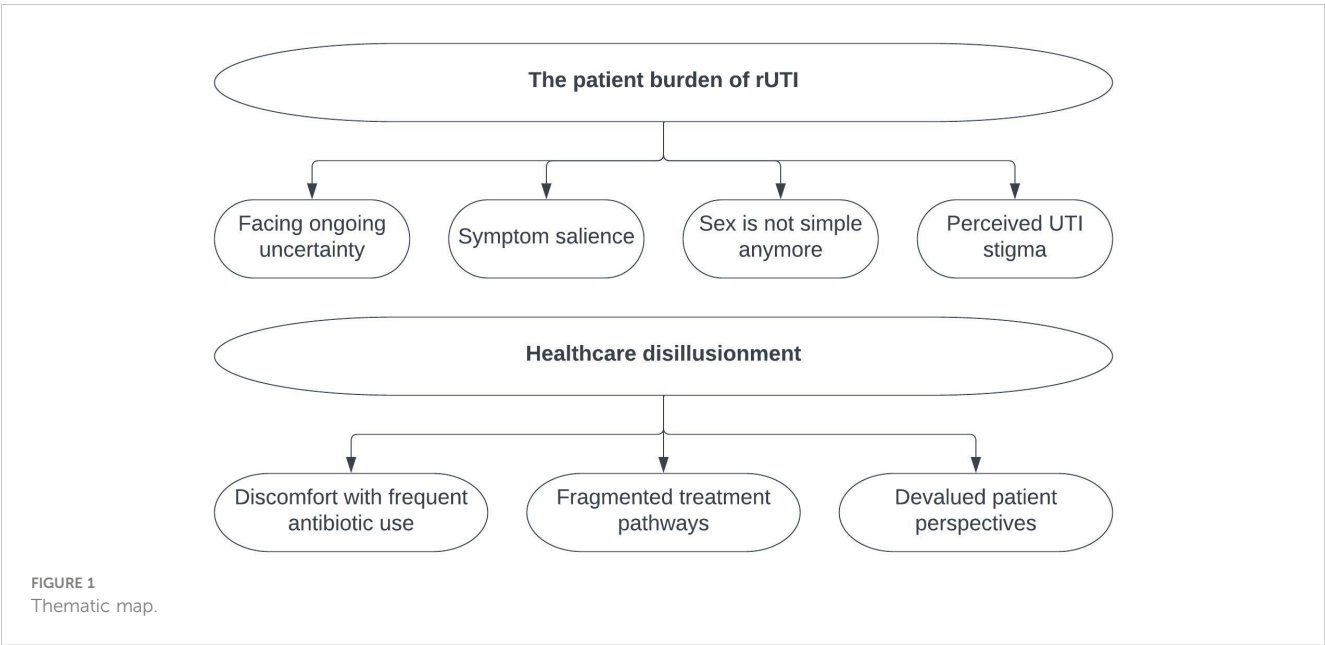 The patient burden of rUTI
Facing ongoing
uncertainty
Symptom salience
Sex is not simple
anymore
Perceived UTI
stigma
Healthcare disillusionment
Discomfort with frequent
antibiotic use
Fragmented treatment
pathways
Devalued patient
perspectives
FIGURE 1
Thematic map.